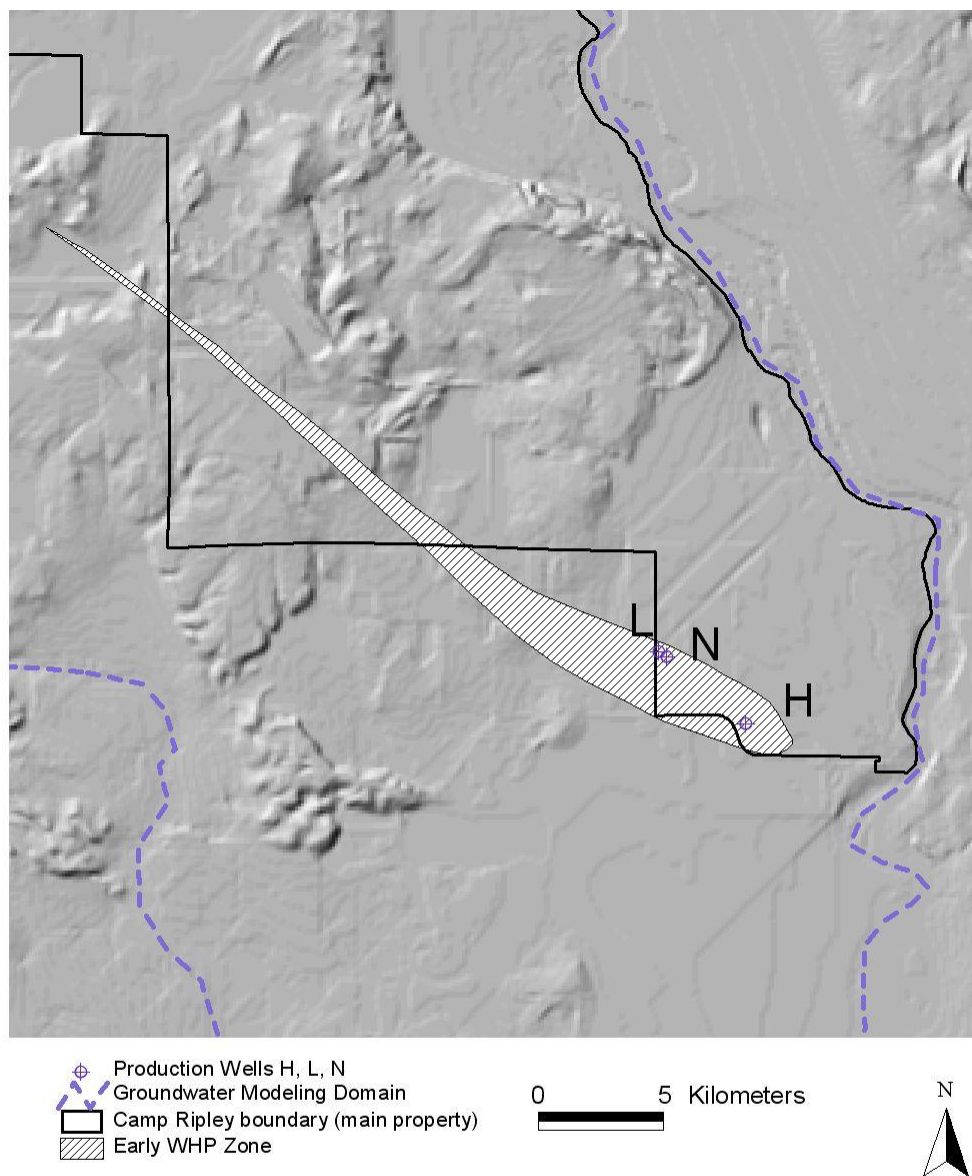 L
N
H
Production Wells H, L, N
Groundwater Modeling Domain
Camp Ripley boundary (main property)
Early WHP Zone
0 5 Kilometers
N